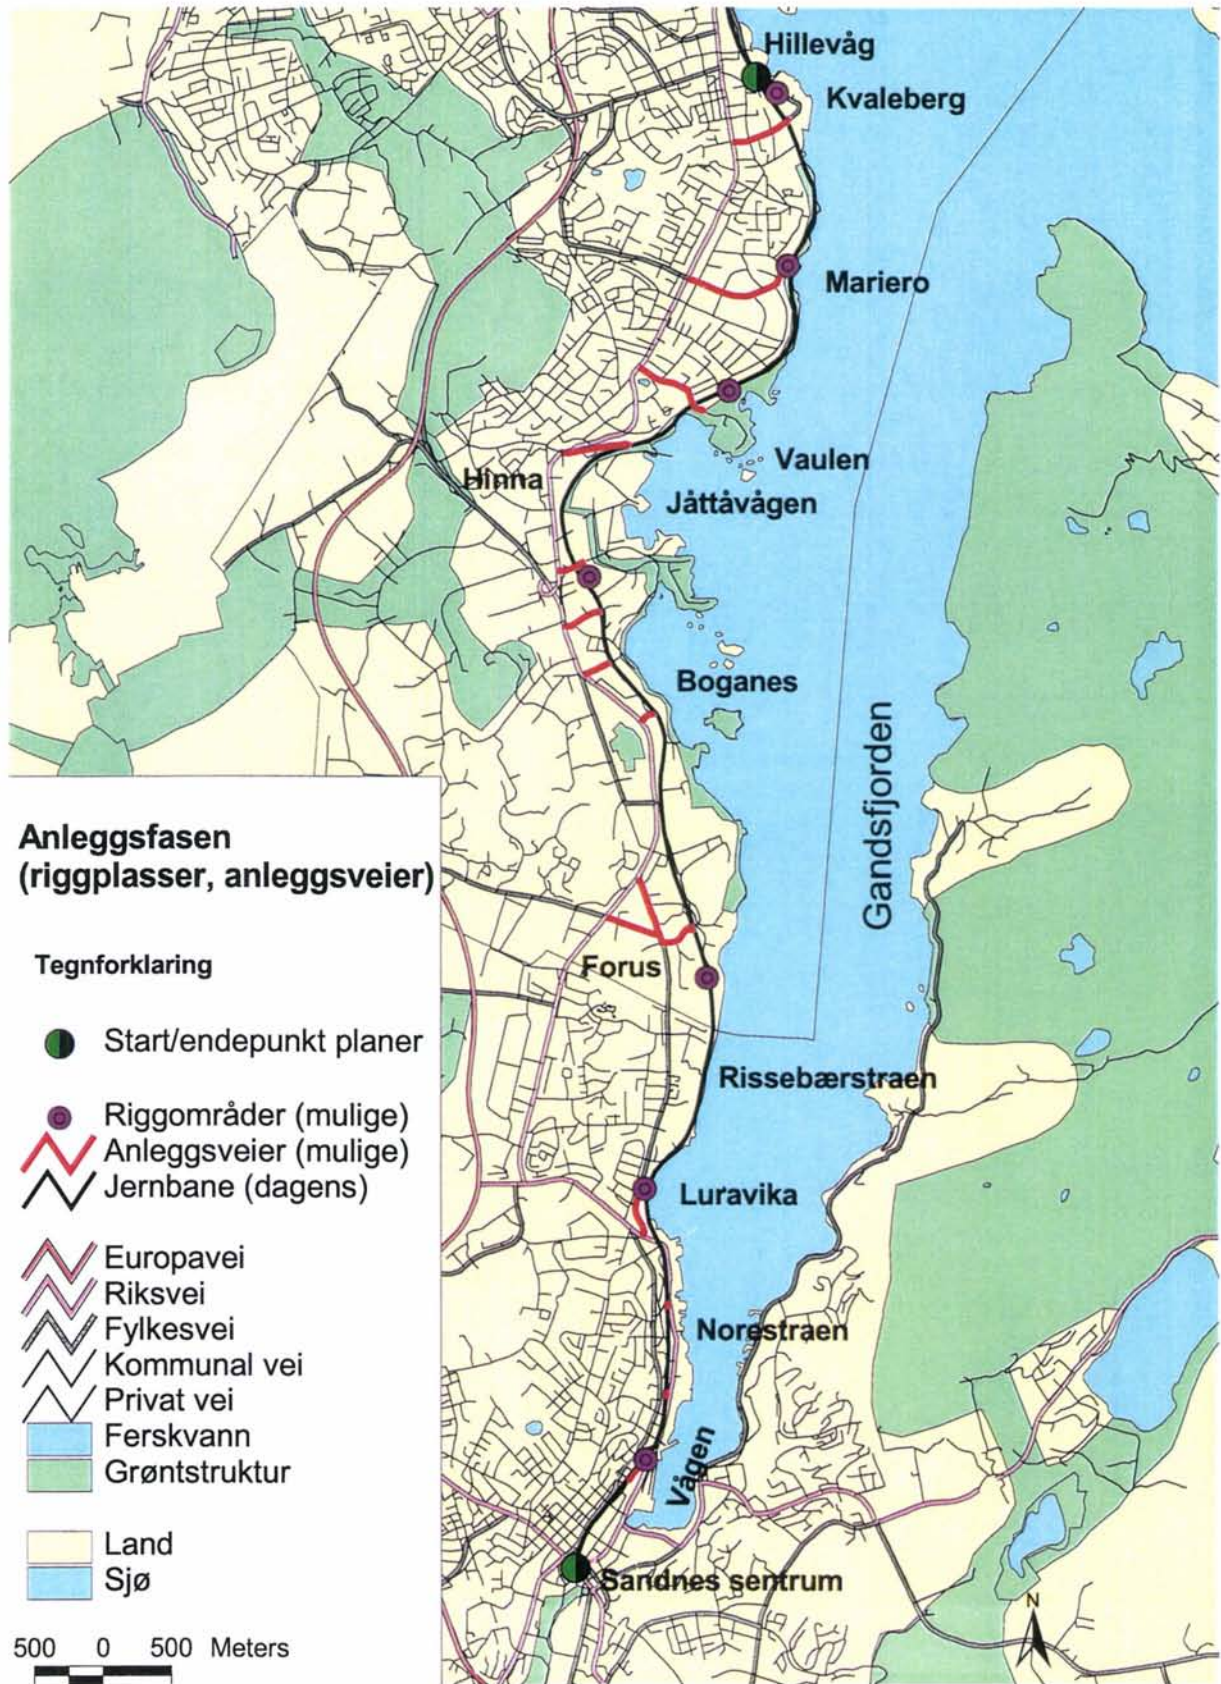 Hillevåg
Kvaleberg
Mariero
Vaulen
Hinna
Jåttåvågen
Boganes
Gandsfjorden
Forus
Rissebærstraen
Luravika
Norestraen
Vågen
Sandnes sentrum
N
Anleggsfasen
(riggplasser, anleggsveier)
Tegnforklaring
Start/endepunkt planer
Riggområder (mulige)
Anleggsveier (mulige)
Jernbane (dagens)
Europavei
Riksvei
Fylkesvei
Kommunal vei
Privat vei
Ferskvann
Grøntstruktur
Land
Sjø
500 0 500 Meters